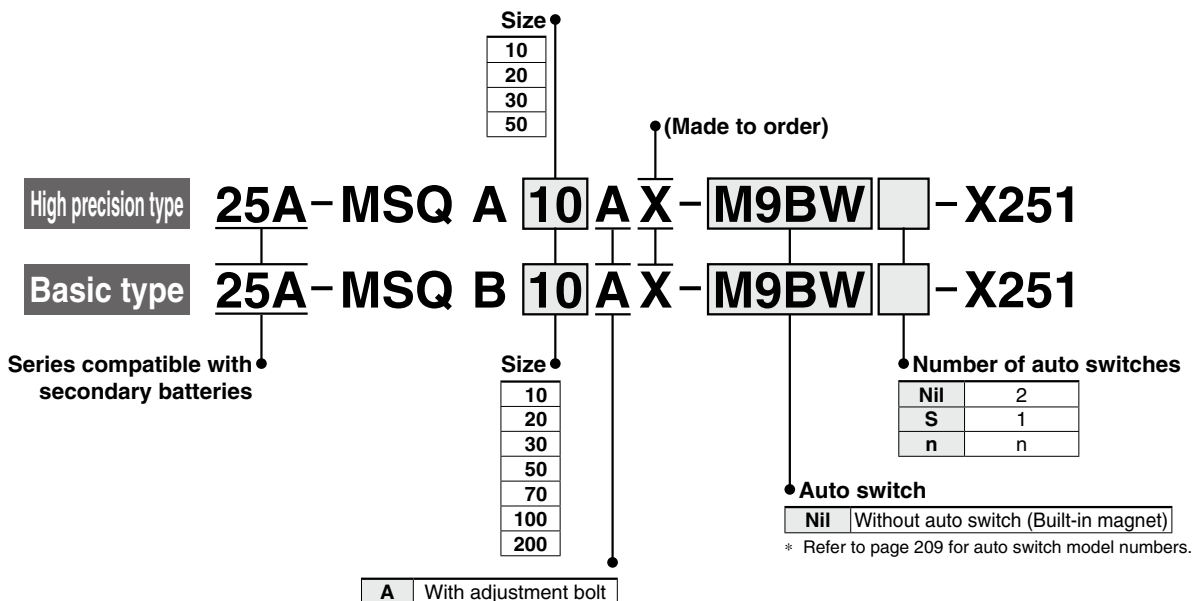 Size
10
20
30
50
(Made to order)
High precision type 25A-MSQ A 10 A X-M9BW -X251
Basic type 25A-MSQ B 10 A X-M9BW -X251
Series compatible with
secondary batteries
Size
10
20
30
50
70
100
200
Number of auto switches
Nil 2
S 1
n n
Auto switch
Nil Without auto switch (Built-in magnet)
* Refer to page 209 for auto switch model numbers.
A With adjustment bolt